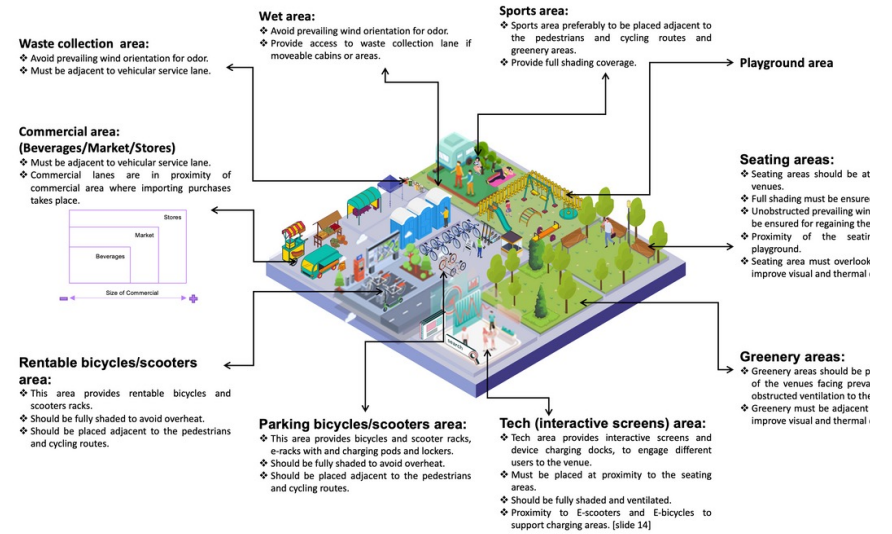 Waste collection area:
❖ Avoid prevailing wind orientation for odor.
❖ Must be adjacent to vehicular service lane.
Wet area:
❖ Avoid prevailing wind orientation for odor.
❖ Provide access to waste collection lane if
moveable cabins or areas.
Sports area:
❖ Sports area preferably to be placed adjacent to
the pedestrians and cycling routes and
greenery areas.
❖ Provide full shading coverage.
Playground area
Commercial area:
(Beverages/Market/Stores)
❖ Must be adjacent to vehicular service lane.
❖ Commercial lanes are in proximity of
commercial area where importing purchases
takes place.
Stores
Market
Beverages
Size of Commercial
Seating areas:
❖ Seating areas should be at
venues.
❖ Full shading must be ensure
❖ Unobstructed prevailing win
be ensured for regaining the
❖ Proximity of the seatin
playground.
❖ Seating area must overlook
improve visual and thermal
Rentable bicycles/scooters
area:
❖ This area provides rentable bicycles and
scooters racks.
❖ Should be fully shaded to avoid overheat.
❖ Should be placed adjacent to the pedestrians
and cycling routes.
Parking bicycles/scooters area:
❖ This area provides bicycles and scooter racks,
e-racks with and charging pods and lockers.
❖ Should be fully shaded to avoid overheat.
❖ Should be placed adjacent to the pedestrians
and cycling routes.
Tech (interactive screens) area:
❖ Tech area provides interactive screens and
device charging docks, to engage different
users to the venue.
❖ Must be placed at proximity to the seating
areas.
❖ Should be fully shaded and ventilated.
❖ Proximity to E-scooters and E-bicycles to
support charging areas. [slide 14]
Greenery areas:
❖ Greenery areas should be p
of the venues facing preva
obstructed ventilation to the
❖ Greenery must be adjacent
improve visual and thermal